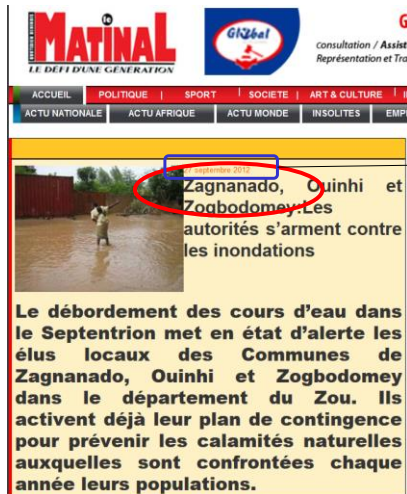 le
MATINAL
QUOTIDIEN BENINOIS
LE DÉFI D'UNE GÉNÉRATION
Global
G
Consultation / Assist
Représentation et Tra
ACCUEIL POLITIQUE | SPORT | SOCIETE | ART & CULTURE | I
ACTU NATIONALE ACTU AFRIQUE ACTU MONDE INSOLITES EMP
27 septembre 2012
Zagnanado, Ouinhi et
Zogbodomey:Les
autorités s’arment contre
les inondations
Le débordement des cours d’eau dans
le Septentrion met en état d’alerte les
élus locaux des Communes de
Zagnanado, Ouinhi et Zogbodomey
dans le département du Zou. Ils
activent déjà leur plan de contingence
pour prévenir les calamités naturelles
auxquelles sont confrontées chaque
année leurs populations.